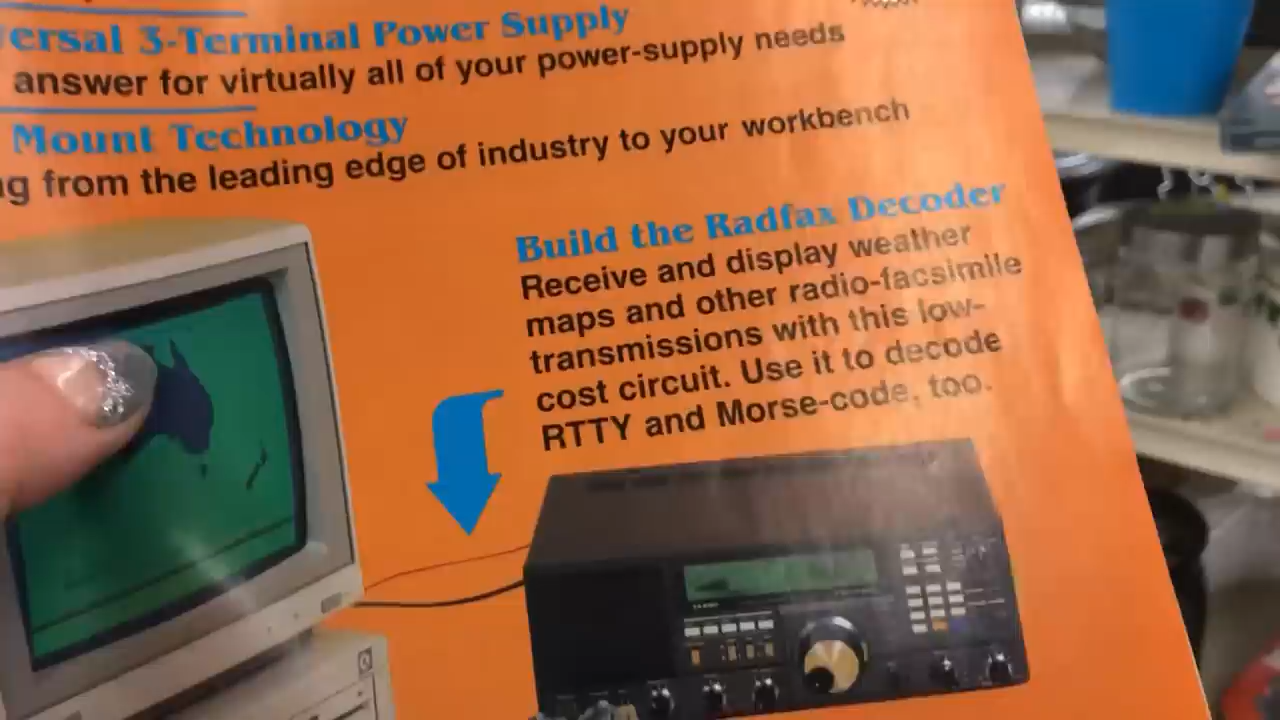 ersal 3-Terminal Power Supply
answer for virtually all of your power-supply needs
Mount Technology
g from the leading edge of industry to your workbench
Build the Radfax Decoder
Receive and display weather
maps and other radio-facsimile
transmissions with this low-
cost circuit. Use it to decode
RTTY and Morse-code, too.